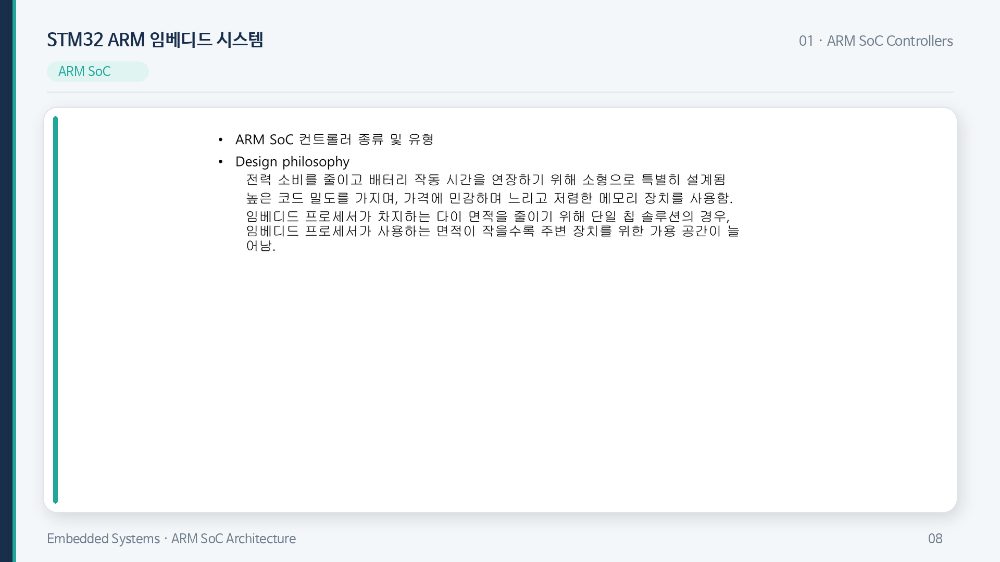 STM32 ARM 임베디드 시스템
01 · ARM SoC Controllers
ARM SoC
• ARM SoC 컨트롤러 종류 및 유형
• Design philosophy
전력 소비를 줄이고 배터리 작동 시간을 연장하기 위해 소형으로 특별히 설계됨
높은 코드 밀도를 가지며, 가격에 민감하며 느리고 저렴한 메모리 장치를 사용함.
임베디드 프로세서가 차지하는 다이 면적을 줄이기 위해 단일 칩 솔루션의 경우,
임베디드 프로세서가 사용하는 면적이 작을수록 주변 장치를 위한 가용 공간이 늘
어남.
Embedded Systems · ARM SoC Architecture
08